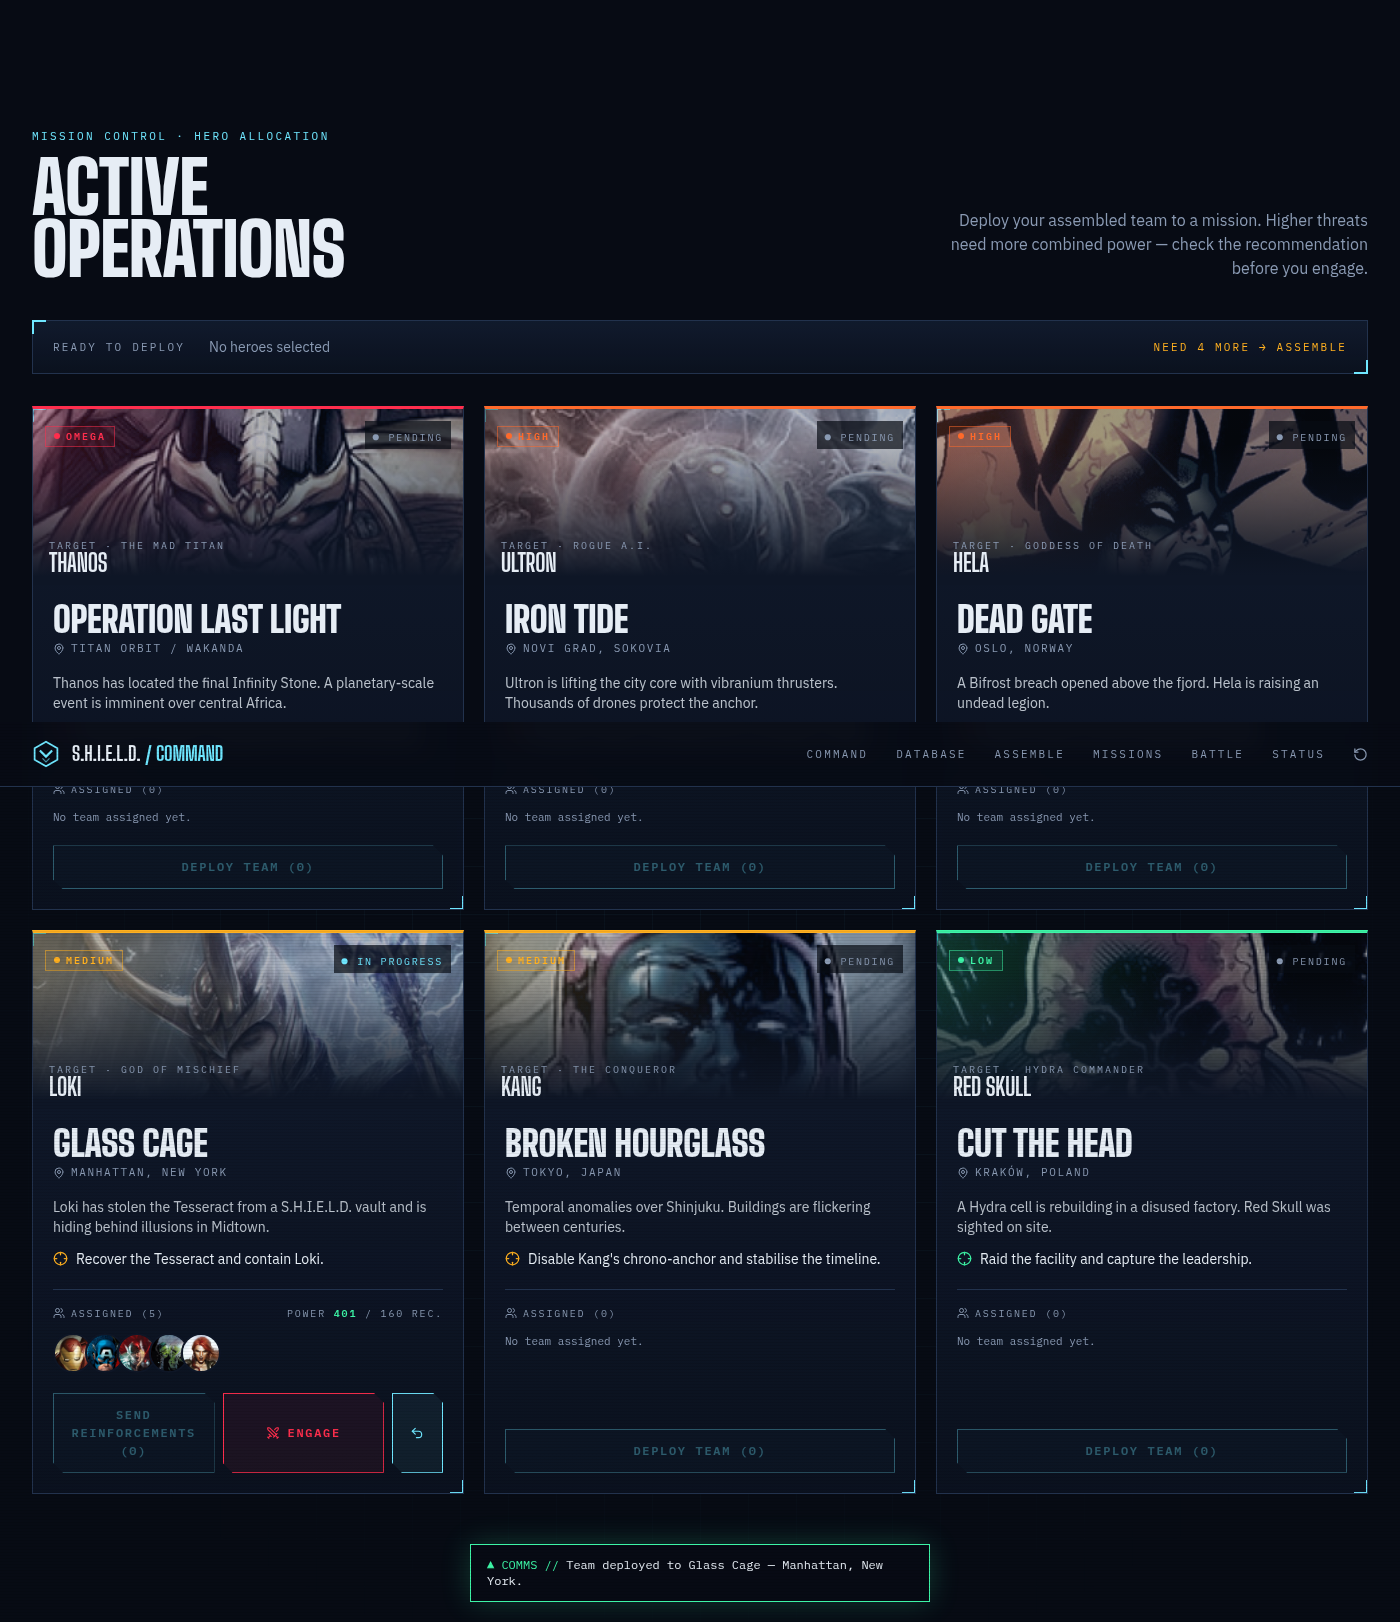 MISSION CONTROL · HERO ALLOCATION
ACTIVE
OPERATIONS
Deploy your assembled team to a mission. Higher threats
need more combined power — check the recommendation
before you engage.
READY TO DEPLOY No heroes selected NEED 4 MORE → ASSEMBLE
OMEGA PENDING
TARGET · THE MAD TITAN
THANOS
OPERATION LAST LIGHT
TITAN ORBIT / WAKANDA
Thanos has located the final Infinity Stone. A planetary-scale
event is imminent over central Africa.
HIGH PENDING
TARGET · ROGUE A.I.
ULTRON
IRON TIDE
NOVI GRAD, SOKOVIA
Ultron is lifting the city core with vibranium thrusters.
Thousands of drones protect the anchor.
HIGH PENDING
TARGET · GODDESS OF DEATH
HELA
DEAD GATE
OSLO, NORWAY
A Bifrost breach opened above the fjord. Hela is raising an
undead legion.
S.H.I.E.L.D. / COMMAND COMMAND DATABASE ASSEMBLE MISSIONS BATTLE STATUS
ASSIGNED (0)
No team assigned yet.
DEPLOY TEAM (0)
ASSIGNED (0)
No team assigned yet.
DEPLOY TEAM (0)
ASSIGNED (0)
No team assigned yet.
DEPLOY TEAM (0)
MEDIUM IN PROGRESS
TARGET · GOD OF MISCHIEF
LOKI
GLASS CAGE
MANHATTAN, NEW YORK
Loki has stolen the Tesseract from a S.H.I.E.L.D. vault and is
hiding behind illusions in Midtown.
Recover the Tesseract and contain Loki.
ASSIGNED (5) POWER 401 / 160 REC.
SEND
REINFORCEMENTS
(0)
ENGAGE
MEDIUM PENDING
TARGET · THE CONQUEROR
KANG
BROKEN HOURGLASS
TOKYO, JAPAN
Temporal anomalies over Shinjuku. Buildings are flickering
between centuries.
Disable Kang's chrono-anchor and stabilise the timeline.
ASSIGNED (0)
No team assigned yet.
DEPLOY TEAM (0)
LOW PENDING
TARGET · HYDRA COMMANDER
RED SKULL
CUT THE HEAD
KRAKÓW, POLAND
A Hydra cell is rebuilding in a disused factory. Red Skull was
sighted on site.
Raid the facility and capture the leadership.
ASSIGNED (0)
No team assigned yet.
DEPLOY TEAM (0)
▲ COMMS // Team deployed to Glass Cage — Manhattan, New
York.